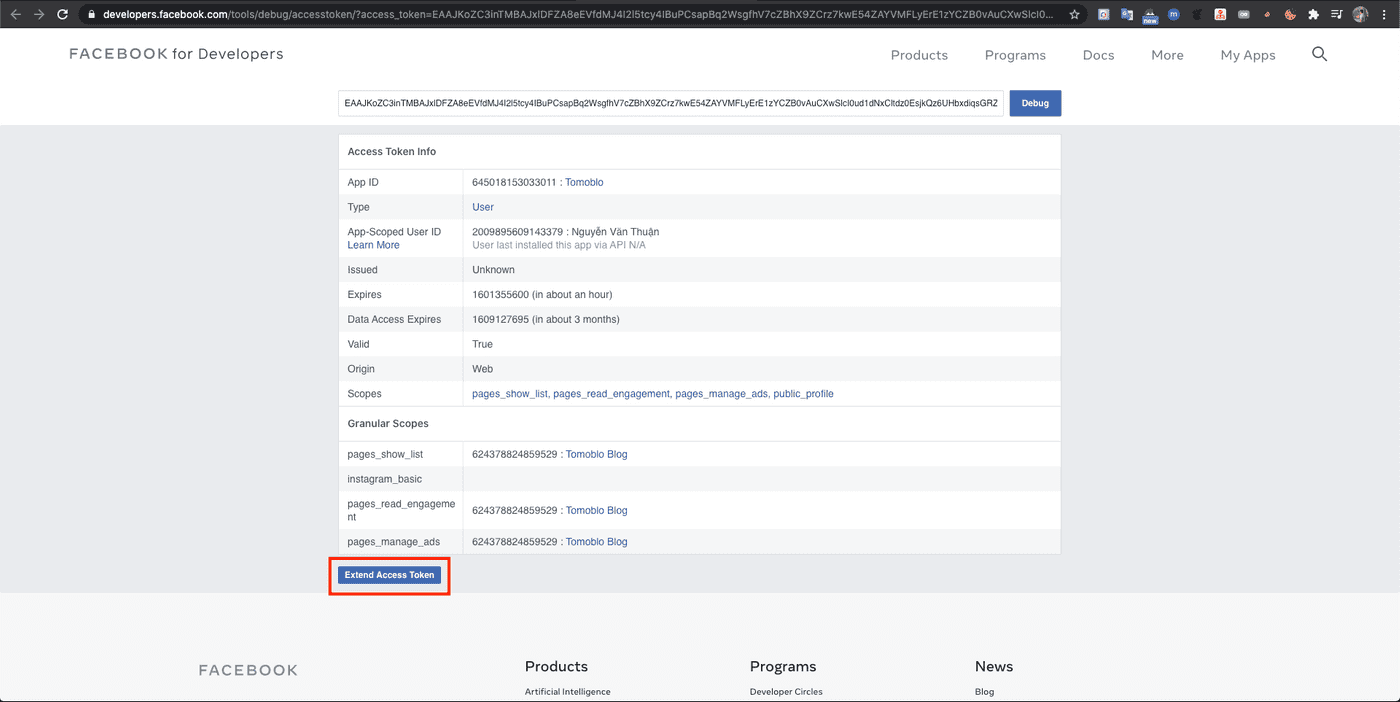 developers.facebook.com/tools/debug/accesstoken/?access_token=EAAJKoZC3inTMBAJxlDFZA8eEVfdMJ4I2l5tcy4IBuPCsapBq2WsgfhV7cZBhX9ZCrz7kwE54ZAYVMFLyErE1zYCZB0vAuCXwSlcl0...
new
FACEBOOK for Developers
Products
Programs
Docs
More
My Apps
EAAJKoZC3inTMBAJxlDFZA8eEVfdMJ4I2l5tcy4IBuPCsapBq2WsgfhV7cZBhX9ZCrz7kwE54ZAYVMFLyErE1zYCZB0vAuCXwSlcl0ud1dNxCltdz0EsjkQz6UHbxdiqsGRZ
Debug
Access Token Info
App ID
645018153033011 : Tomoblo
Type
User
App-Scoped User ID
Learn More
2009895609143379 : Nguyễn Văn Thuận
User last installed this app via API N/A
Issued
Unknown
Expires
1601355600 (in about an hour)
Data Access Expires
1609127695 (in about 3 months)
Valid
True
Origin
Web
Scopes
pages_show_list, pages_read_engagement, pages_manage_ads, public_profile
Granular Scopes
pages_show_list
624378824859529 : Tomoblo Blog
instagram_basic
pages_read_engageme
nt
624378824859529 : Tomoblo Blog
pages_manage_ads
624378824859529 : Tomoblo Blog
Extend Access Token
FACEBOOK
Products
Programs
News
Artificial Intelligence
Developer Circles
Blog